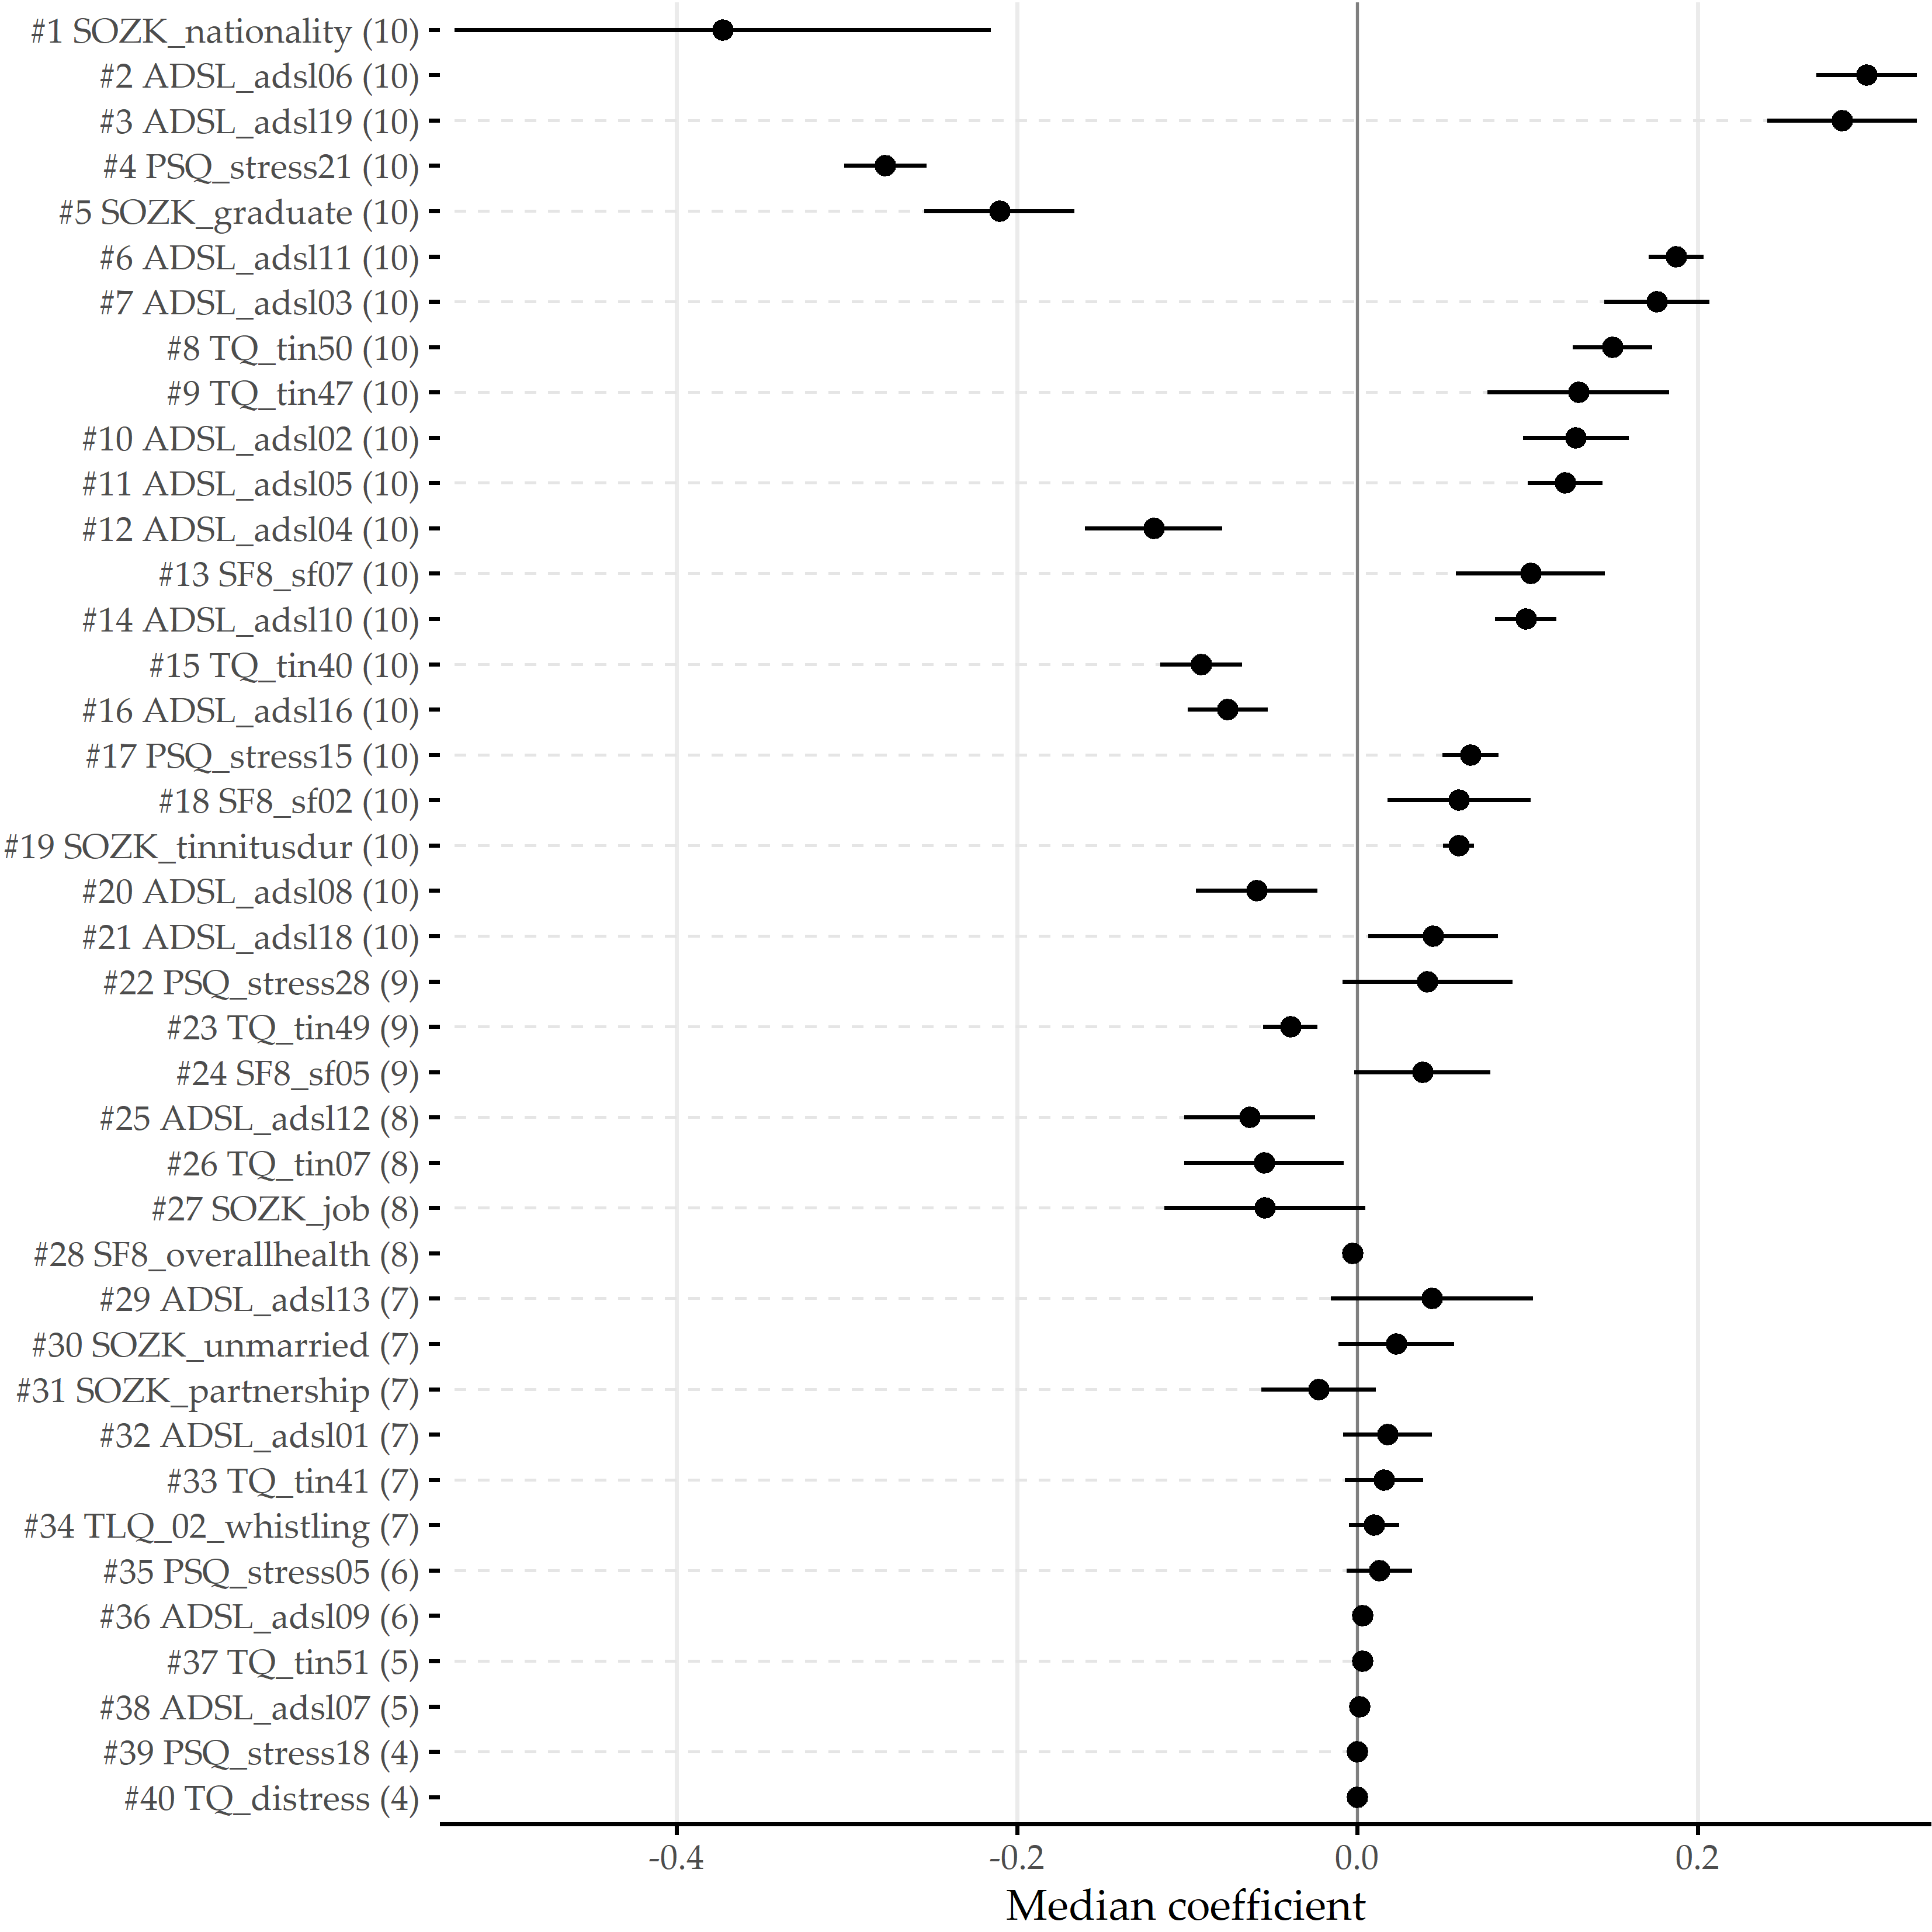 #1 SOZK_nationality (10)
#2 ADSL_adsl06 (10)
#3 ADSL_adsl19 (10)
#4 PSQ_stress21 (10)
#5 SOZK_graduate (10)
#6 ADSL_adsl11 (10)
#7 ADSL_adsl03 (10)
#8 TQ_tin50 (10)
#9 TQ_tin47 (10)
#10 ADSL_adsl02 (10)
#11 ADSL_adsl05 (10)
#12 ADSL_adsl04 (10)
#13 SF8_sf07 (10)
#14 ADSL_adsl10 (10)
#15 TQ_tin40 (10)
#16 ADSL_adsl16 (10)
#17 PSQ_stress15 (10)
#18 SF8_sf02 (10)
#19 SOZK_tinnitusdur (10)
#20 ADSL_adsl08 (10)
#21 ADSL_adsl18 (10)
#22 PSQ_stress28 (9)
#23 TQ_tin49 (9)
#24 SF8_sf05 (9)
#25 ADSL_adsl12 (8)
#26 TQ_tin07 (8)
#27 SOZK_job (8)
#28 SF8_overallhealth (8)
#29 ADSL_adsl13 (7)
#30 SOZK_unmarried (7)
#31 SOZK_partnership (7)
#32 ADSL_adsl01 (7)
#33 TQ_tin41 (7)
#34 TLQ_02_whistling (7)
#35 PSQ_stress05 (6)
#36 ADSL_adsl09 (6)
#37 TQ_tin51 (5)
#38 ADSL_adsl07 (5)
#39 PSQ_stress18 (4)
#40 TQ_distress (4)
-0.4 -0.2 0.0 0.2
Median coefficient